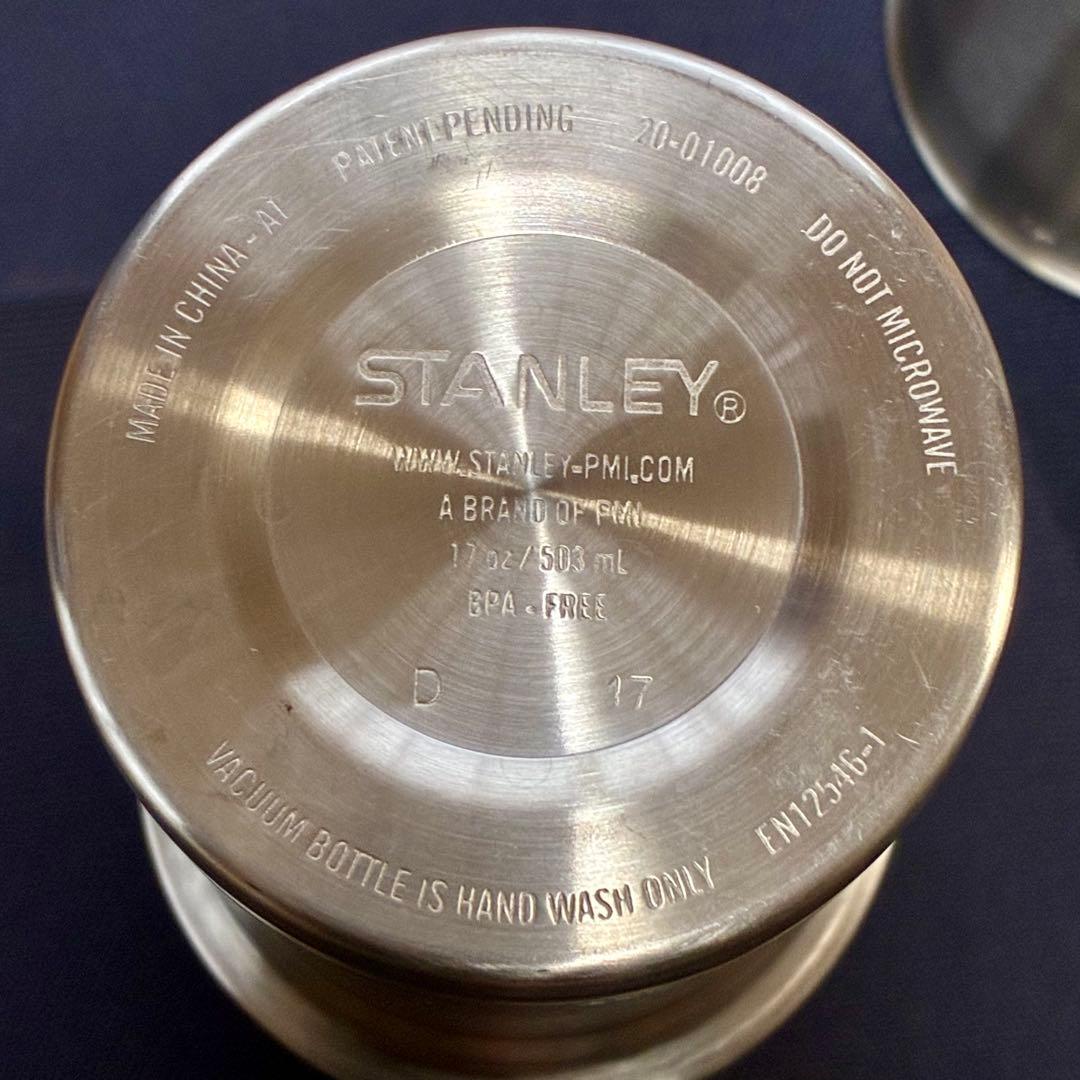 MADE IN CHINA - A1
PATENT PENDING
20-01008
DO NOT MICROWAVE
STANLEY®
WWW.STANLEY-PMI.COM
A BRAND OF PMI
17 oz / 503 mL
BPA - FREE
D 17
VACUUM BOTTLE IS HAND WASH ONLY
EN12546-1